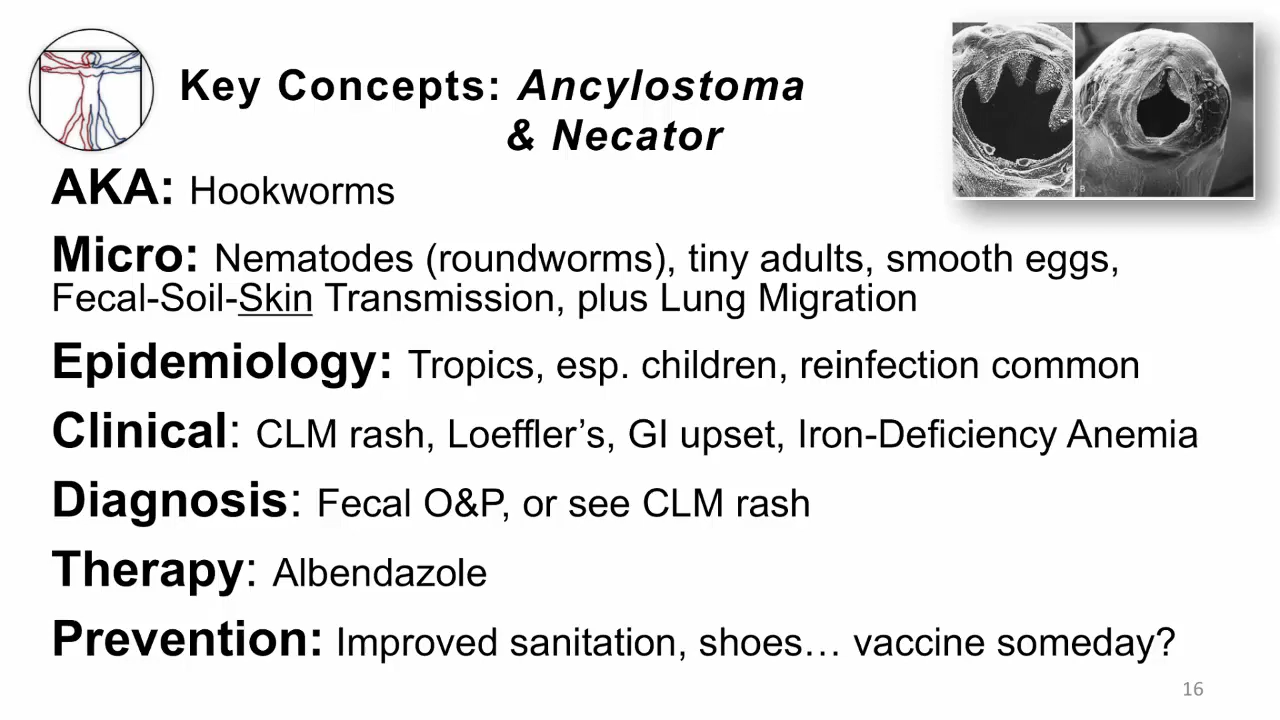 Key Concepts: Ancylostoma
& Necator
AKA: Hookworms
Micro: Nematodes (roundworms), tiny adults, smooth eggs,
Fecal-Soil-Skin Transmission, plus Lung Migration
Epidemiology: Tropics, esp. children, reinfection common
Clinical: CLM rash, Loeffler’s, GI upset, Iron-Deficiency Anemia
Diagnosis: Fecal O&P, or see CLM rash
Therapy: Albendazole
Prevention: Improved sanitation, shoes… vaccine someday?
16
A
B